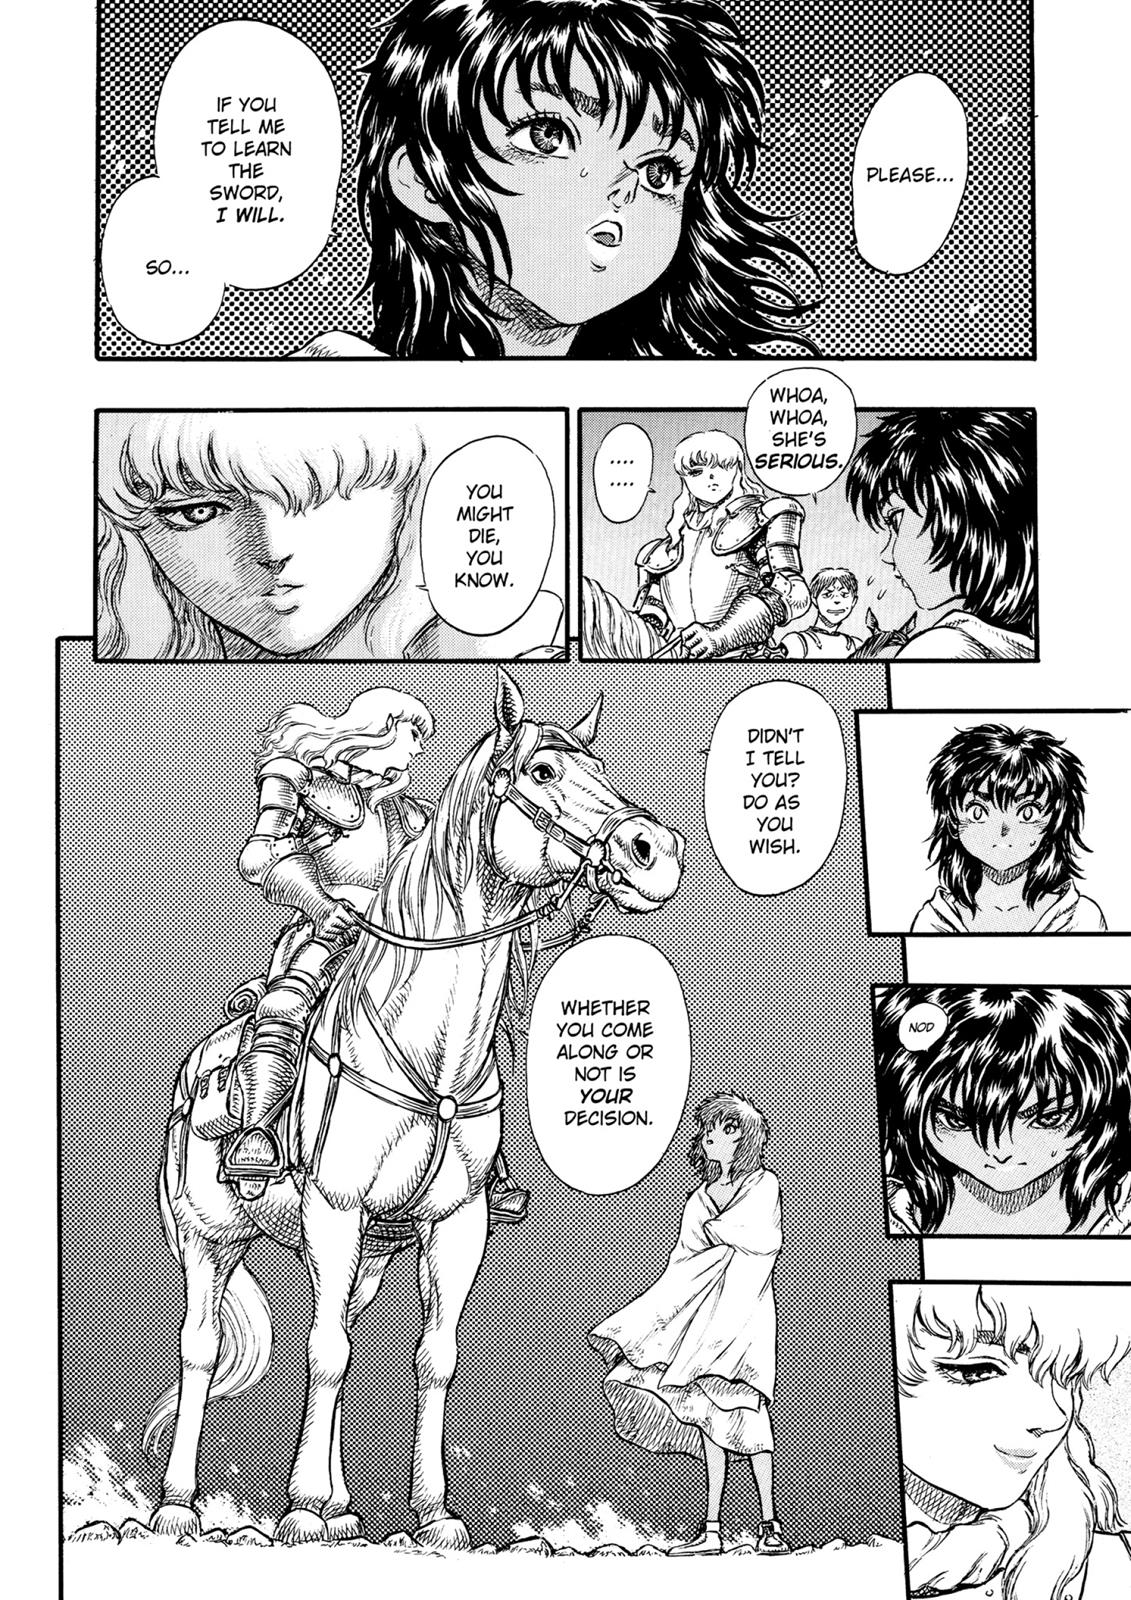 PLEASE...
IF YOU
TELL ME
TO LEARN
THE
SWORD,
I WILL.
SO...
WHOA,
WHOA,
SHE'S
SERIOUS.
....
....
YOU
MIGHT
DIE,
YOU
KNOW.
DIDN'T
I TELL
YOU?
DO AS
YOU
WISH.
WHETHER
YOU COME
ALONG OR
NOT IS
YOUR
DECISION.
NOD